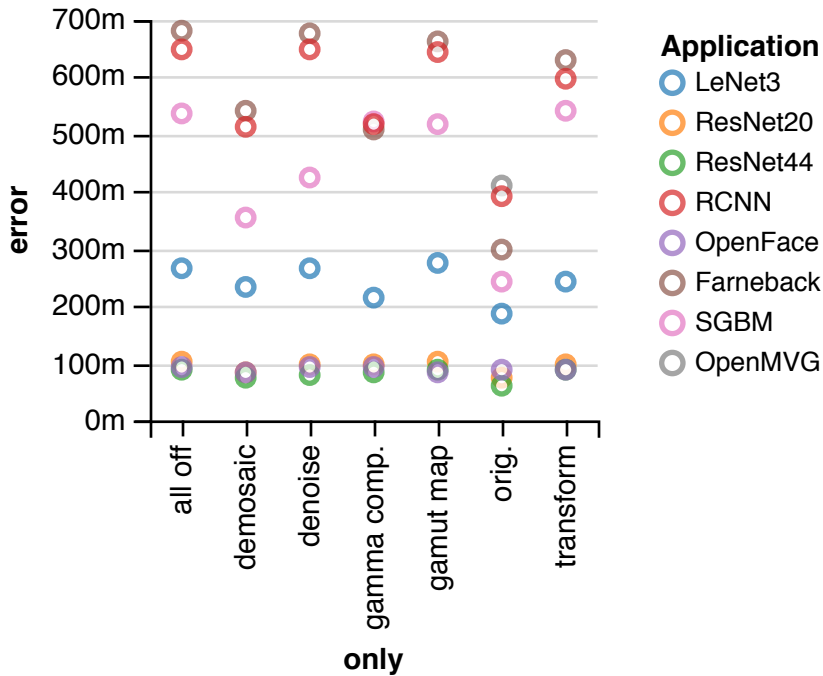 700m
600m
500m
400m
300m
200m
100m
0m
error
all off
demosaic
denoise
gamma comp.
gamut map
orig.
transform
only
Application
LeNet3
ResNet20
ResNet44
RCNN
OpenFace
Farneback
SGBM
OpenMVG